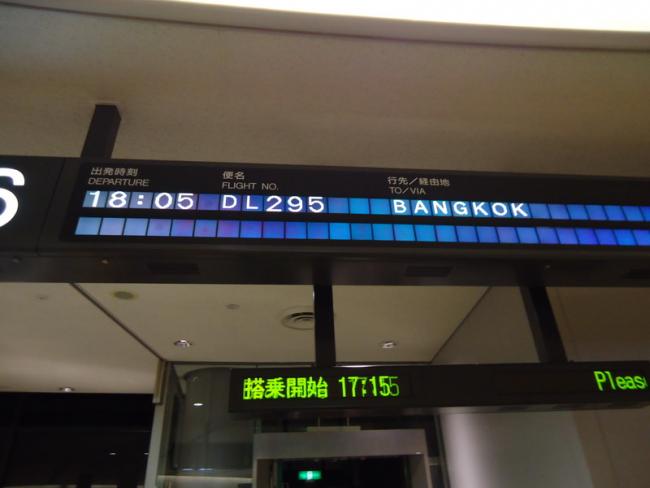 6
出発時刻 便名 行先／経由地
DEPARTURE FLIGHT NO. TO/VIA
18:05 DL295 BANGKOK
搭乗開始 17:15